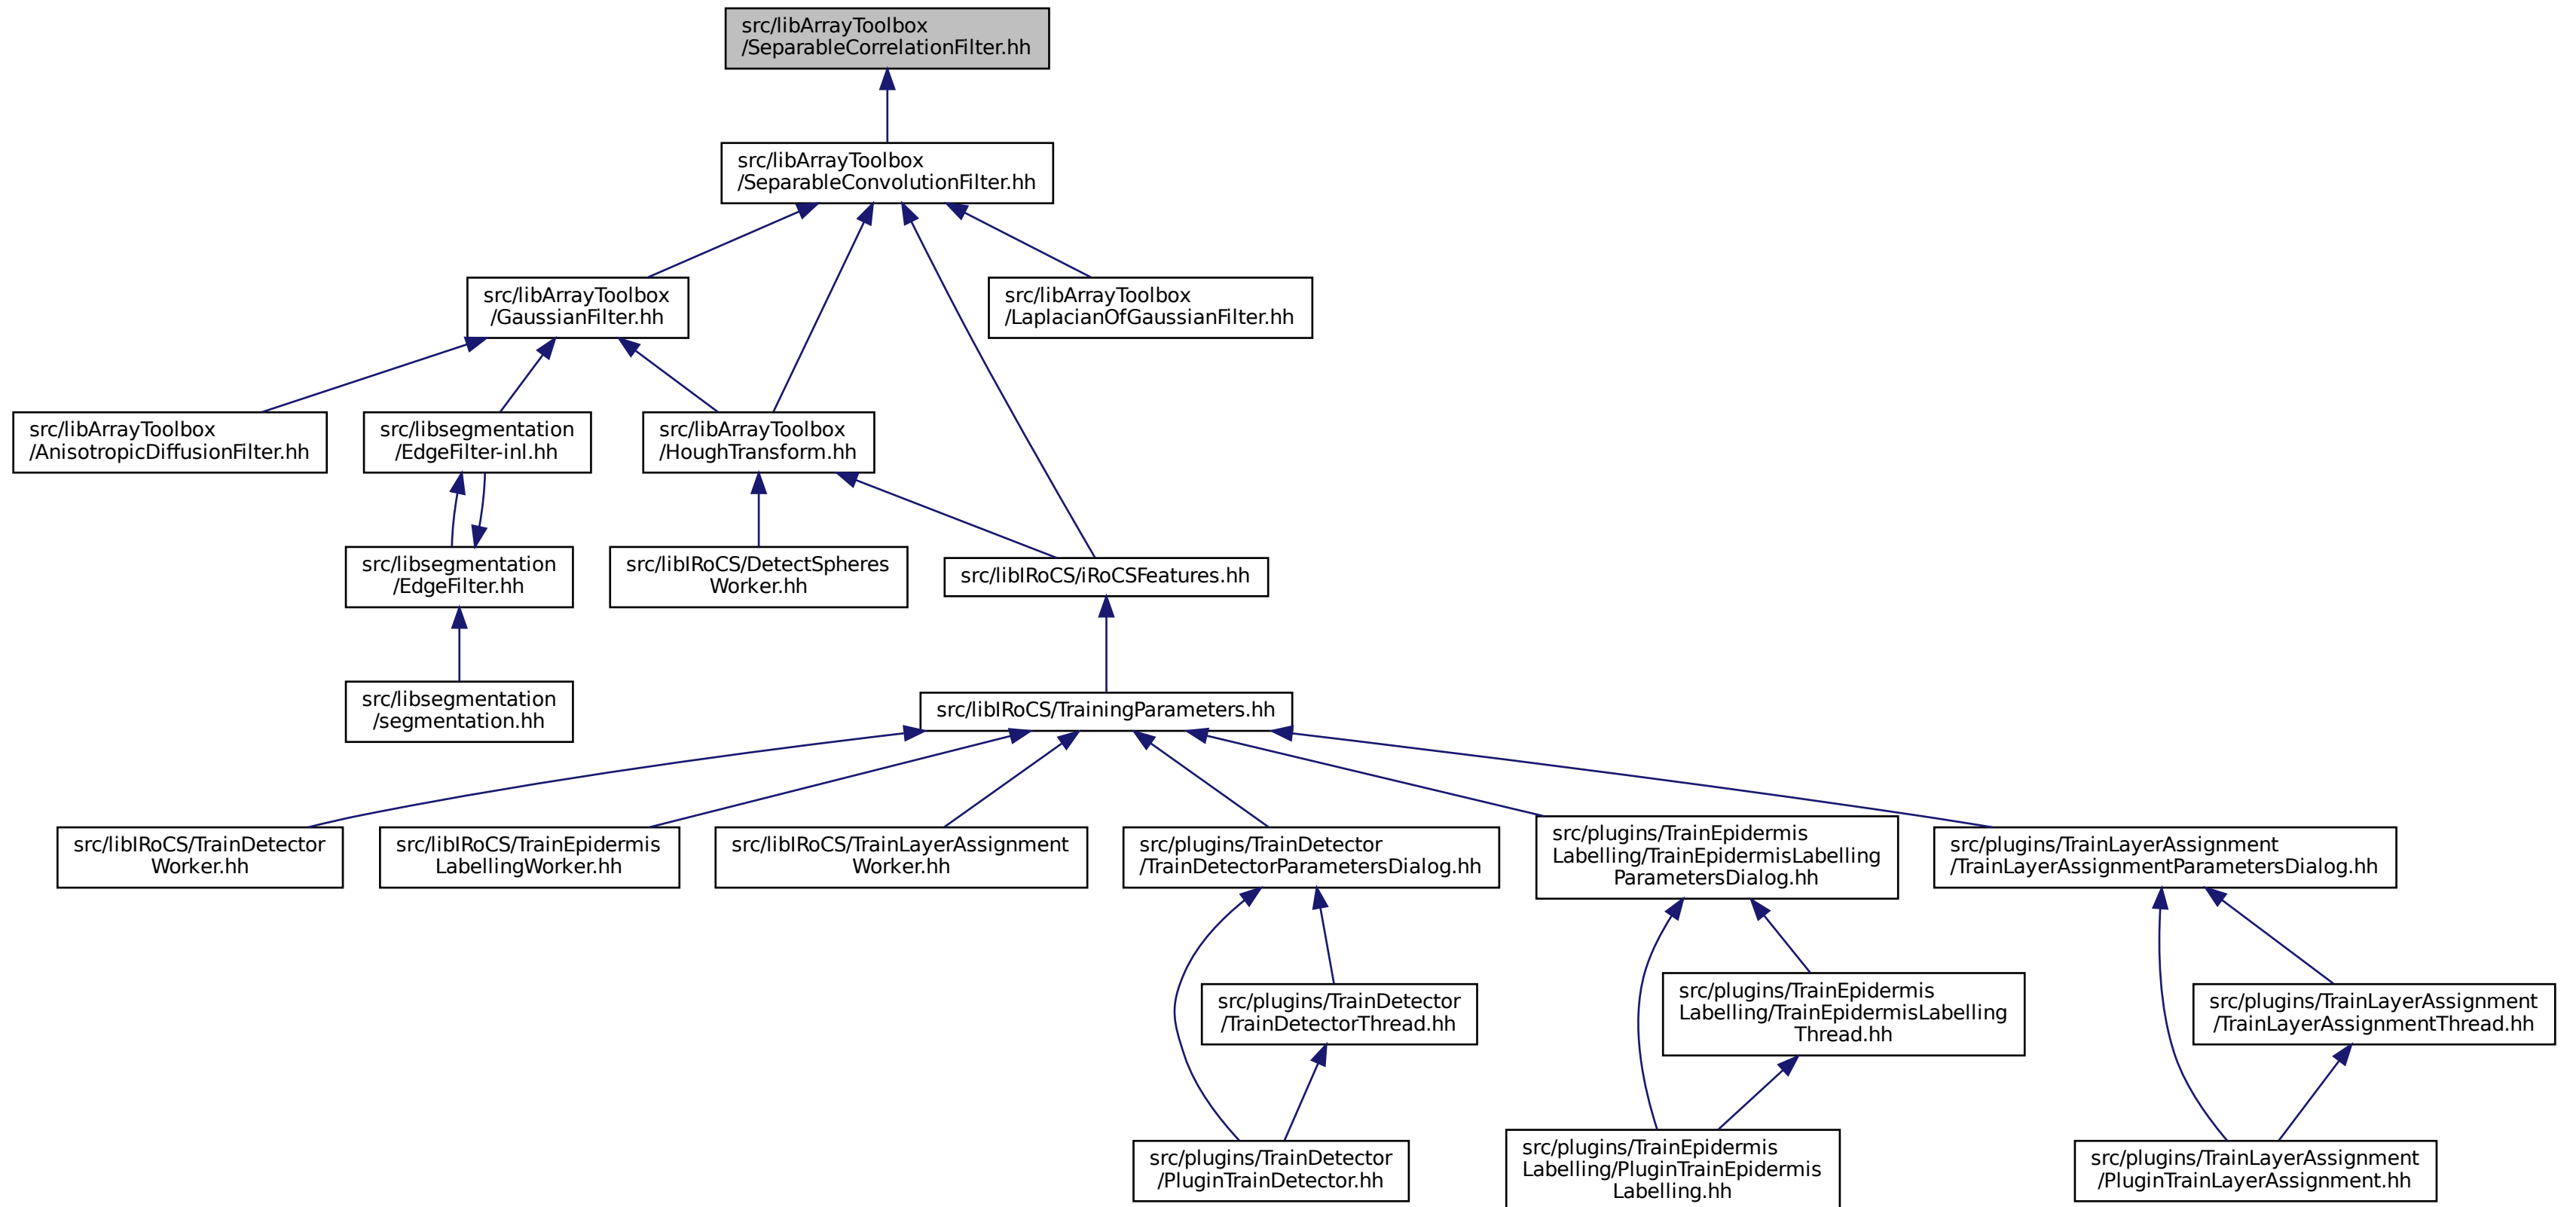 src/libArrayToolbox
/SeparableCorrelationFilter.hh
src/libArrayToolbox
/SeparableConvolutionFilter.hh
src/libArrayToolbox
/GaussianFilter.hh
src/libArrayToolbox
/LaplacianOfGaussianFilter.hh
src/libArrayToolbox
/AnisotropicDiffusionFilter.hh
src/libsegmentation
/EdgeFilter-inl.hh
src/libArrayToolbox
/HoughTransform.hh
src/libsegmentation
/EdgeFilter.hh
src/libIRoCS/DetectSpheres
Worker.hh
src/libIRoCS/iRoCSFeatures.hh
src/libsegmentation
/segmentation.hh
src/libIRoCS/TrainingParameters.hh
src/libIRoCS/TrainDetector
Worker.hh
src/libIRoCS/TrainEpidermis
LabellingWorker.hh
src/libIRoCS/TrainLayerAssignment
Worker.hh
src/plugins/TrainDetector
/TrainDetectorParametersDialog.hh
src/plugins/TrainEpidermis
Labelling/TrainEpidermisLabelling
ParametersDialog.hh
src/plugins/TrainLayerAssignment
/TrainLayerAssignmentParametersDialog.hh
src/plugins/TrainDetector
/TrainDetectorThread.hh
src/plugins/TrainEpidermis
Labelling/TrainEpidermisLabelling
Thread.hh
src/plugins/TrainLayerAssignment
/TrainLayerAssignmentThread.hh
src/plugins/TrainDetector
/PluginTrainDetector.hh
src/plugins/TrainEpidermis
Labelling/PluginTrainEpidermis
Labelling.hh
src/plugins/TrainLayerAssignment
/PluginTrainLayerAssignment.hh